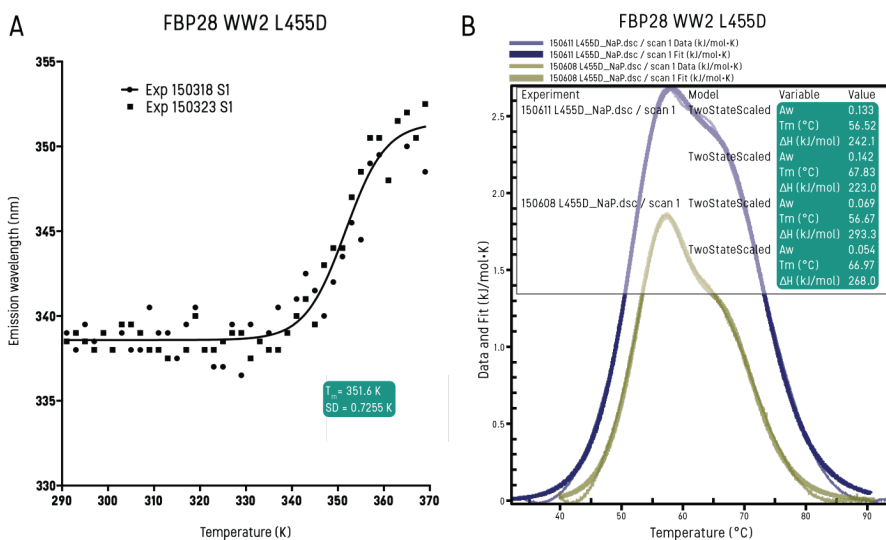 A
FBP28 WW2 L455D
355
350
345
340
335
330
Emission wavelength (nm)
Exp 150318 S1
Exp 150323 S1
Tm= 351.6 K
SD = 0.7255 K
290 300 310 320 330 340 350 360 370
Temperature (K)
B
FBP28 WW2 L455D
150611 L455D_NaP.dsc / scan 1 Data (kJ/mol·K)
150611 L455D_NaP.dsc / scan 1 Fit (kJ/mol·K)
150608 L455D_NaP.dsc / scan 1 Data (kJ/mol·K)
150608 L455D_NaP.dsc / scan 1 Fit (kJ/mol·K)
Experiment Model Variable Value
150611 L455D_NaP.dsc / scan 1 TwoStateScaled Aw 0.133
Tm (°C) 56.52
ΔH (kJ/mol) 242.1
TwoStateScaled Aw 0.142
Tm (°C) 67.83
ΔH (kJ/mol) 223.0
150608 L455D_NaP.dsc / scan 1 TwoStateScaled Aw 0.069
Tm (°C) 56.67
ΔH (kJ/mol) 293.3
TwoStateScaled Aw 0.054
Tm (°C) 66.97
ΔH (kJ/mol) 268.0
2.5
2.0
1.5
1.0
0.5
0
Data and Fit (kJ/mol·K)
40 50 60 70 80 90
Temperature (°C)